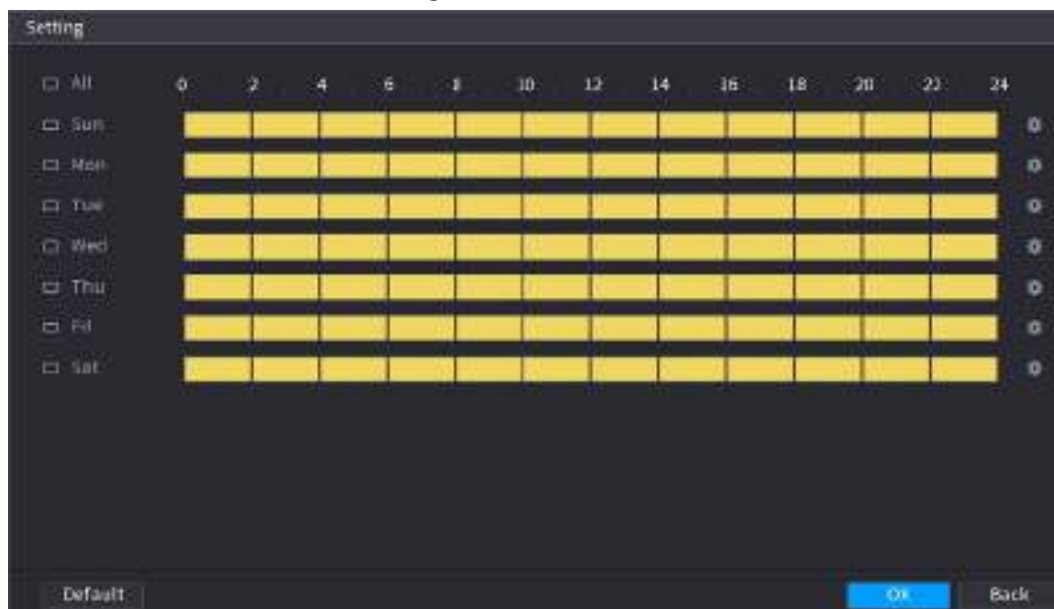 Setting
All 0 2 4 6 8 10 12 14 16 18 20 22 24
Sun
Mon
Tue
Wed
Thu
Fri
Sat
Default OK Back